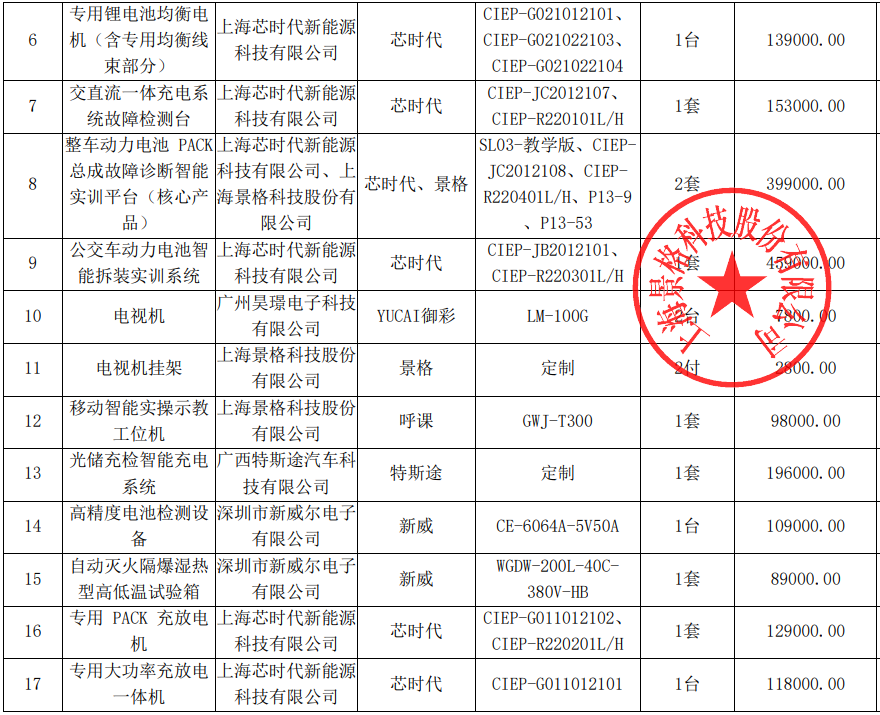 6
专用锂电池均衡电
机（含专用均衡线
束部分）
上海芯时代新能源
科技有限公司
芯时代
CIEP-G021012101、
CIEP-G021022103、
CIEP-G021022104
1台
139000.00
7
交直流一体充电系
统故障检测台
上海芯时代新能源
科技有限公司
芯时代
CIEP-JC2012107、
CIEP-R220101L/H
1套
153000.00
8
整车动力电池 PACK
总成故障诊断智能
实训平台（核心产
品）
上海芯时代新能源
科技有限公司、上
海景格科技股份有
限公司
芯时代、景格
SL03-教学版、CIEP-
JC2012108、CIEP-
R220401L/H、P13-9
、P13-53
2套
399000.00
9
公交车动力电池智
能拆装实训系统
上海芯时代新能源
科技有限公司
芯时代
CIEP-JB2012101、
CIEP-R220301L/H
套
459000.00
10
电视机
广州昊璟电子科技
有限公司
YUCAI御彩
LM-100G
2台
7800.00
11
电视机挂架
上海景格科技股份
有限公司
景格
定制
2付
2800.00
12
移动智能实操示教
工位机
上海景格科技股份
有限公司
呼课
GWJ-T300
1套
98000.00
13
光储充检智能充电
系统
广西特斯途汽车科
技有限公司
特斯途
定制
1套
196000.00
14
高精度电池检测设
备
深圳市新威尔电子
有限公司
新威
CE-6064A-5V50A
1台
109000.00
15
自动灭火隔爆湿热
型高低温试验箱
深圳市新威尔电子
有限公司
新威
WGDW-200L-40C-
380V-HB
1套
89000.00
16
专用 PACK 充放电
机
上海芯时代新能源
科技有限公司
芯时代
CIEP-G011012102、
CIEP-R220201L/H
1套
129000.00
17
专用大功率充放电
一体机
上海芯时代新能源
科技有限公司
芯时代
CIEP-G011012101
1台
118000.00
上海景格科技股份有限公司